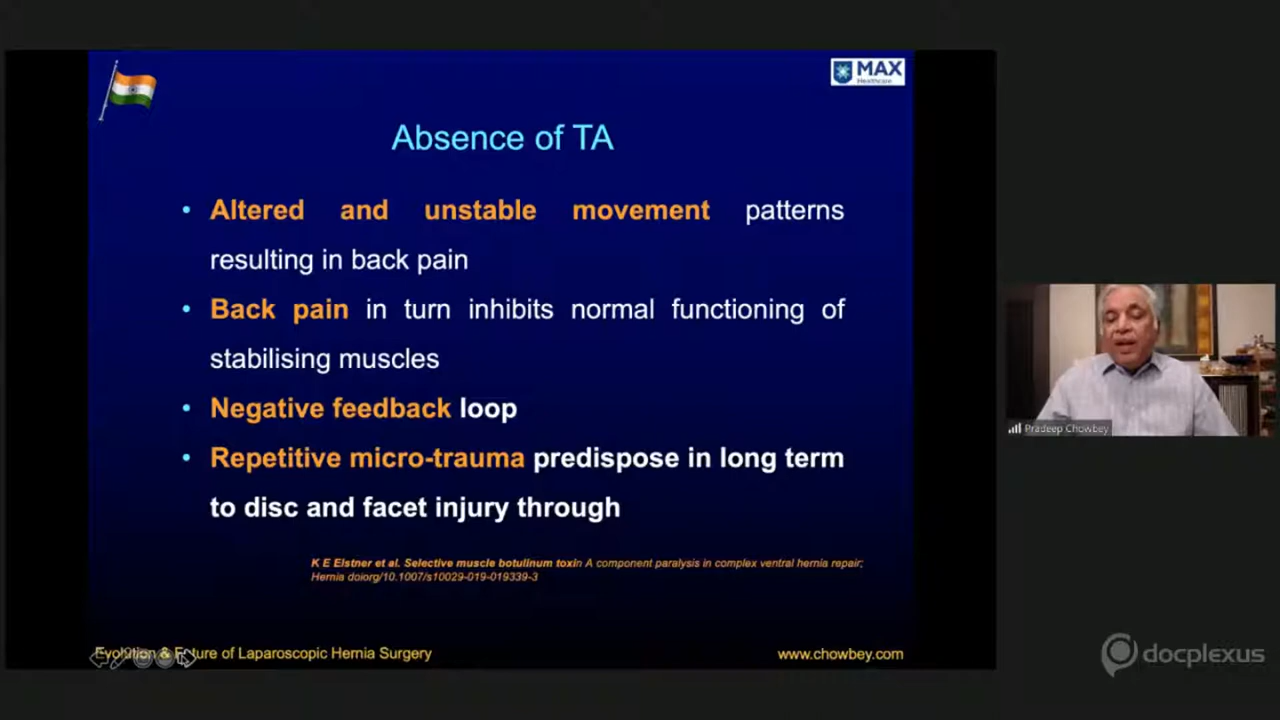 MAX
Healthcare
Absence of TA
• Altered and unstable movement patterns
resulting in back pain
• Back pain in turn inhibits normal functioning of
stabilising muscles
• Negative feedback loop
• Repetitive micro-trauma predispose in long term
to disc and facet injury through
K E Elstner et al. Selective muscle botulinum toxin A component paralysis in complex ventral hernia repair;
Hernia doiorg/10.1007/s10029-019-019339-3
Evolution & Future of Laparoscopic Hernia Surgery
www.chowbey.com
Pradeep Chowbey
docplexus